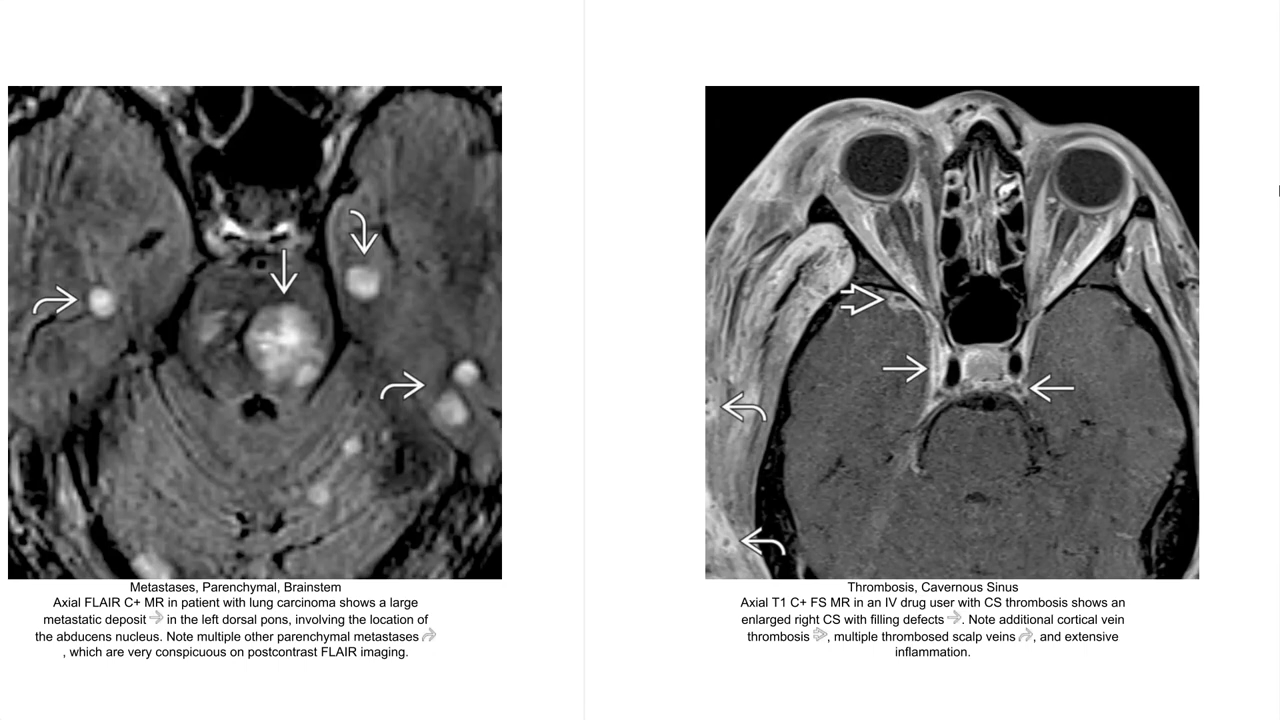 Metastases, Parenchymal, Brainstem
Axial FLAIR C+ MR in patient with lung carcinoma shows a large
metastatic deposit in the left dorsal pons, involving the location of
the abducens nucleus. Note multiple other parenchymal metastases
, which are very conspicuous on postcontrast FLAIR imaging.
Thrombosis, Cavernous Sinus
Axial T1 C+ FS MR in an IV drug user with CS thrombosis shows an
enlarged right CS with filling defects . Note additional cortical vein
thrombosis , multiple thrombosed scalp veins , and extensive
inflammation.